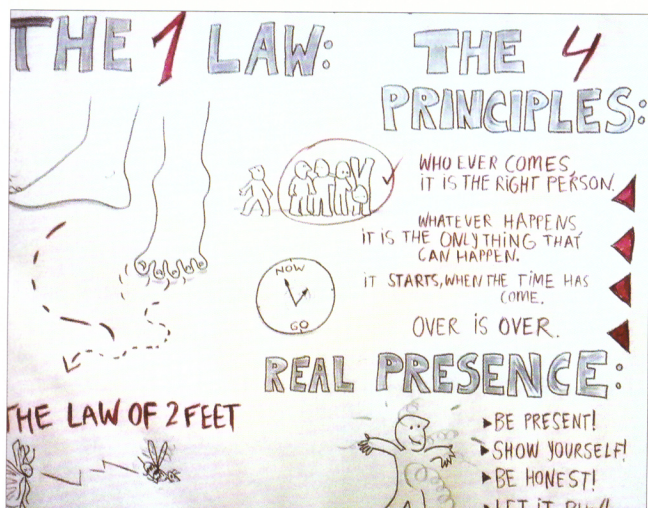 THE 1 LAW:
THE 4
PRINCIPLES:
WHO EVER COMES,
IT IS THE RIGHT PERSON.
WHATEVER HAPPENS
IT IS THE ONLY THING THAT
CAN HAPPEN.
IT STARTS, WHEN THE TIME HAS
COME.
OVER IS OVER.
NOW
GO
REAL PRESENCE:
THE LAW OF 2 FEET
BE PRESENT!
SHOW YOURSELF!
BE HONEST!
LET IT